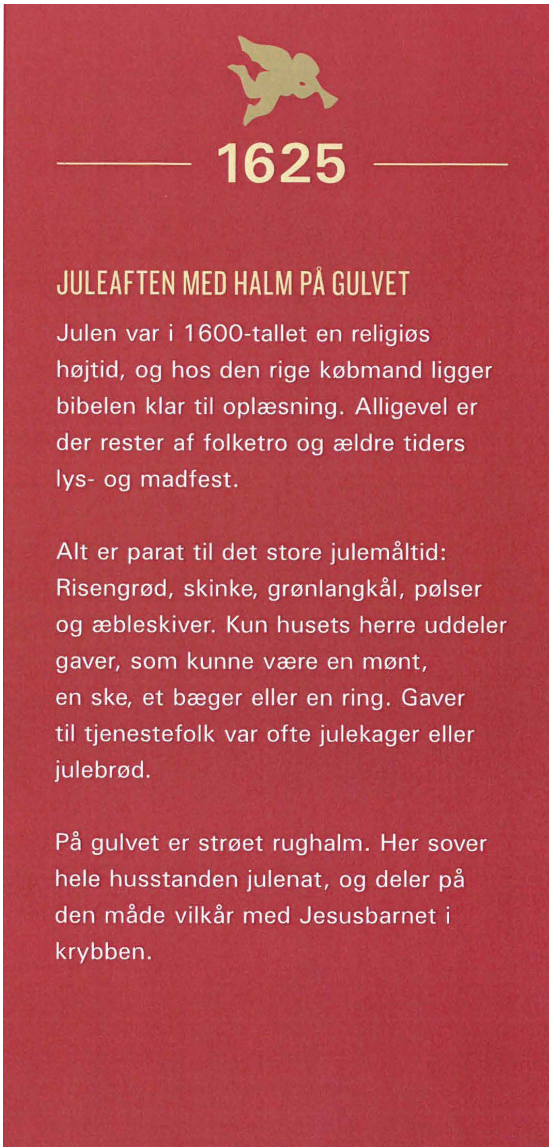 1625
JULEAFTEN MED HALM PÅ GULVET
Julen var i 1600-tallet en religiøs
højtid, og hos den rige købmand ligger
bibelen klar til oplæsning. Alligevel er
der rester af folketro og ældre tiders
lys- og madfest.
Alt er parat til det store julemåltid:
Risengrød, skinke, grønlangkål, pølser
og æbleskiver. Kun husets herre uddeler
gaver, som kunne være en mønt,
en ske, et bæger eller en ring. Gaver
til tjenestefolk var ofte julekager eller
julebrød.
På gulvet er strøet rughalm. Her sover
hele husstanden julenat, og deler på
den måde vilkår med Jesusbarnet i
krybben.